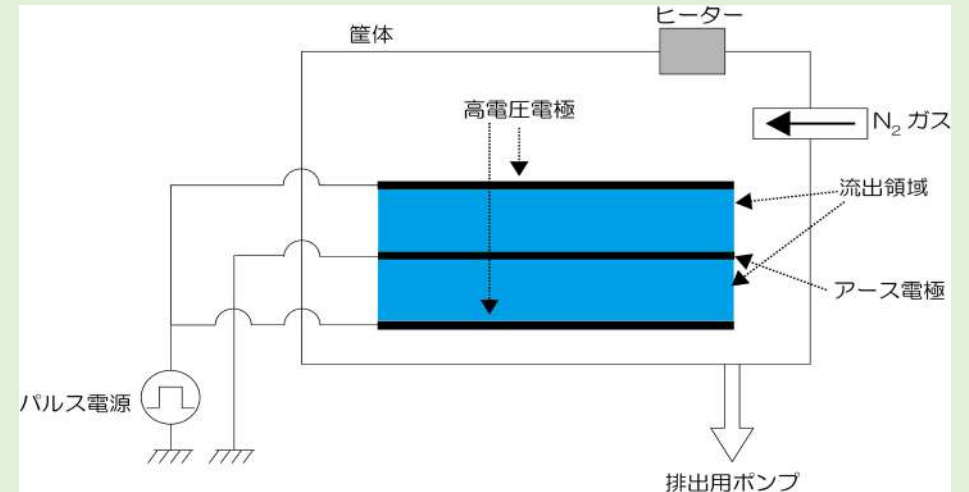 ヒーター
筐体
高電圧電極
N₂ ガス
流出領域
アース電極
パルス電源
排出用ポンプ